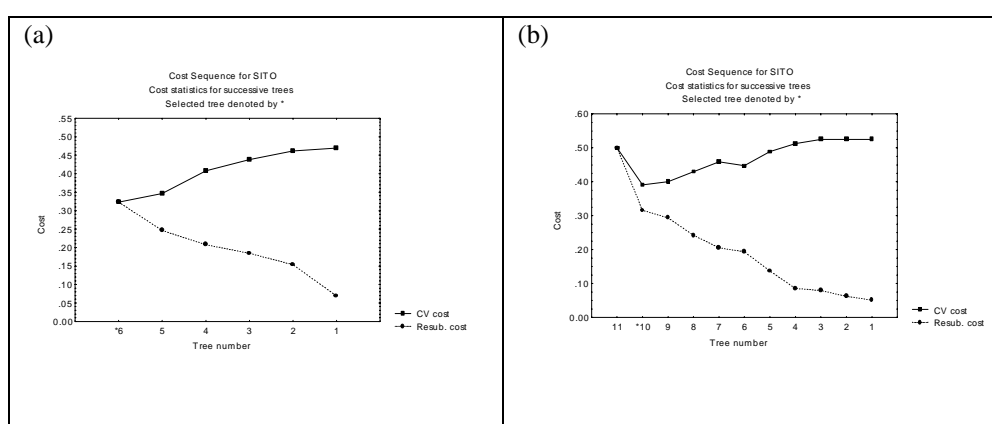 (a)
Cost Sequence for SITO
Cost statistics for successive trees
Selected tree denoted by *
Cost
.55
.50
.45
.40
.35
.30
.25
.20
.15
.10
.05
0.00
*6 5 4 3 2 1
Tree number
CV cost
Resub. cost
(b)
Cost Sequence for SITO
Cost statistics for successive trees
Selected tree denoted by *
Cost
.60
.50
.40
.30
.20
.10
0.00
11 *10 9 8 7 6 5 4 3 2 1
Tree number
CV cost
Resub. cost